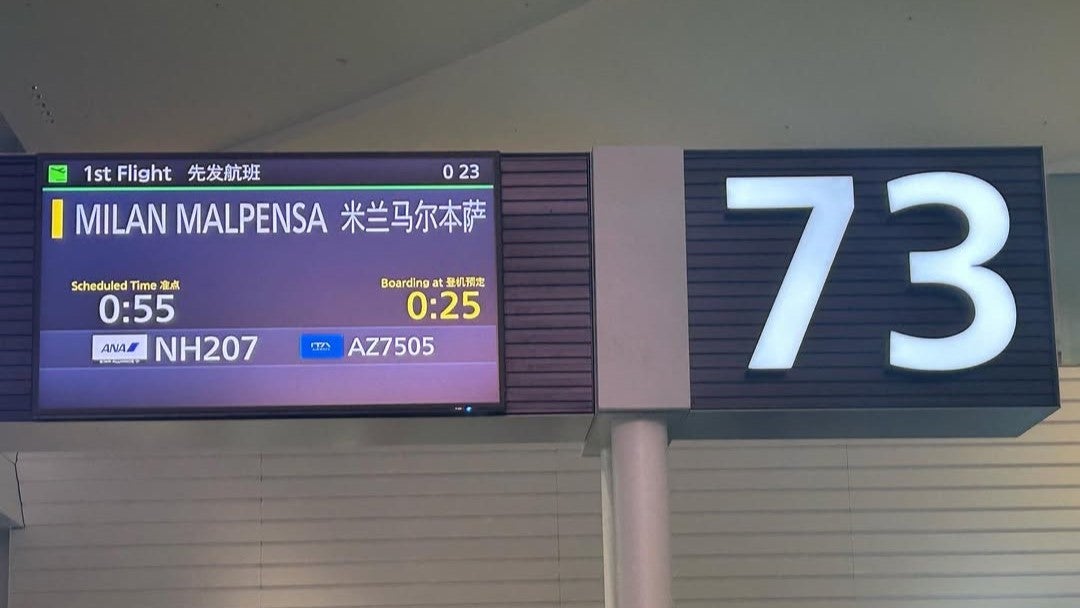 1st Flight 先发航班 0 23
MILAN MALPENSA 米兰马尔本萨
Scheduled Time 准点 Boarding at 登机预定
0:55 0:25
ANA NH207 ITA AZ7505
73